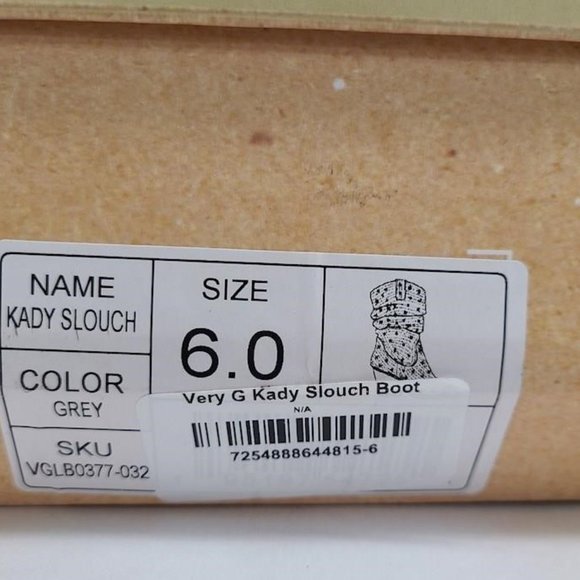 NAME
KADY SLOUCH
SIZE
6.0
COLOR
GREY
SKU
VGLB0377-032
Very G Kady Slouch Boot
N/A
7254888644815-6